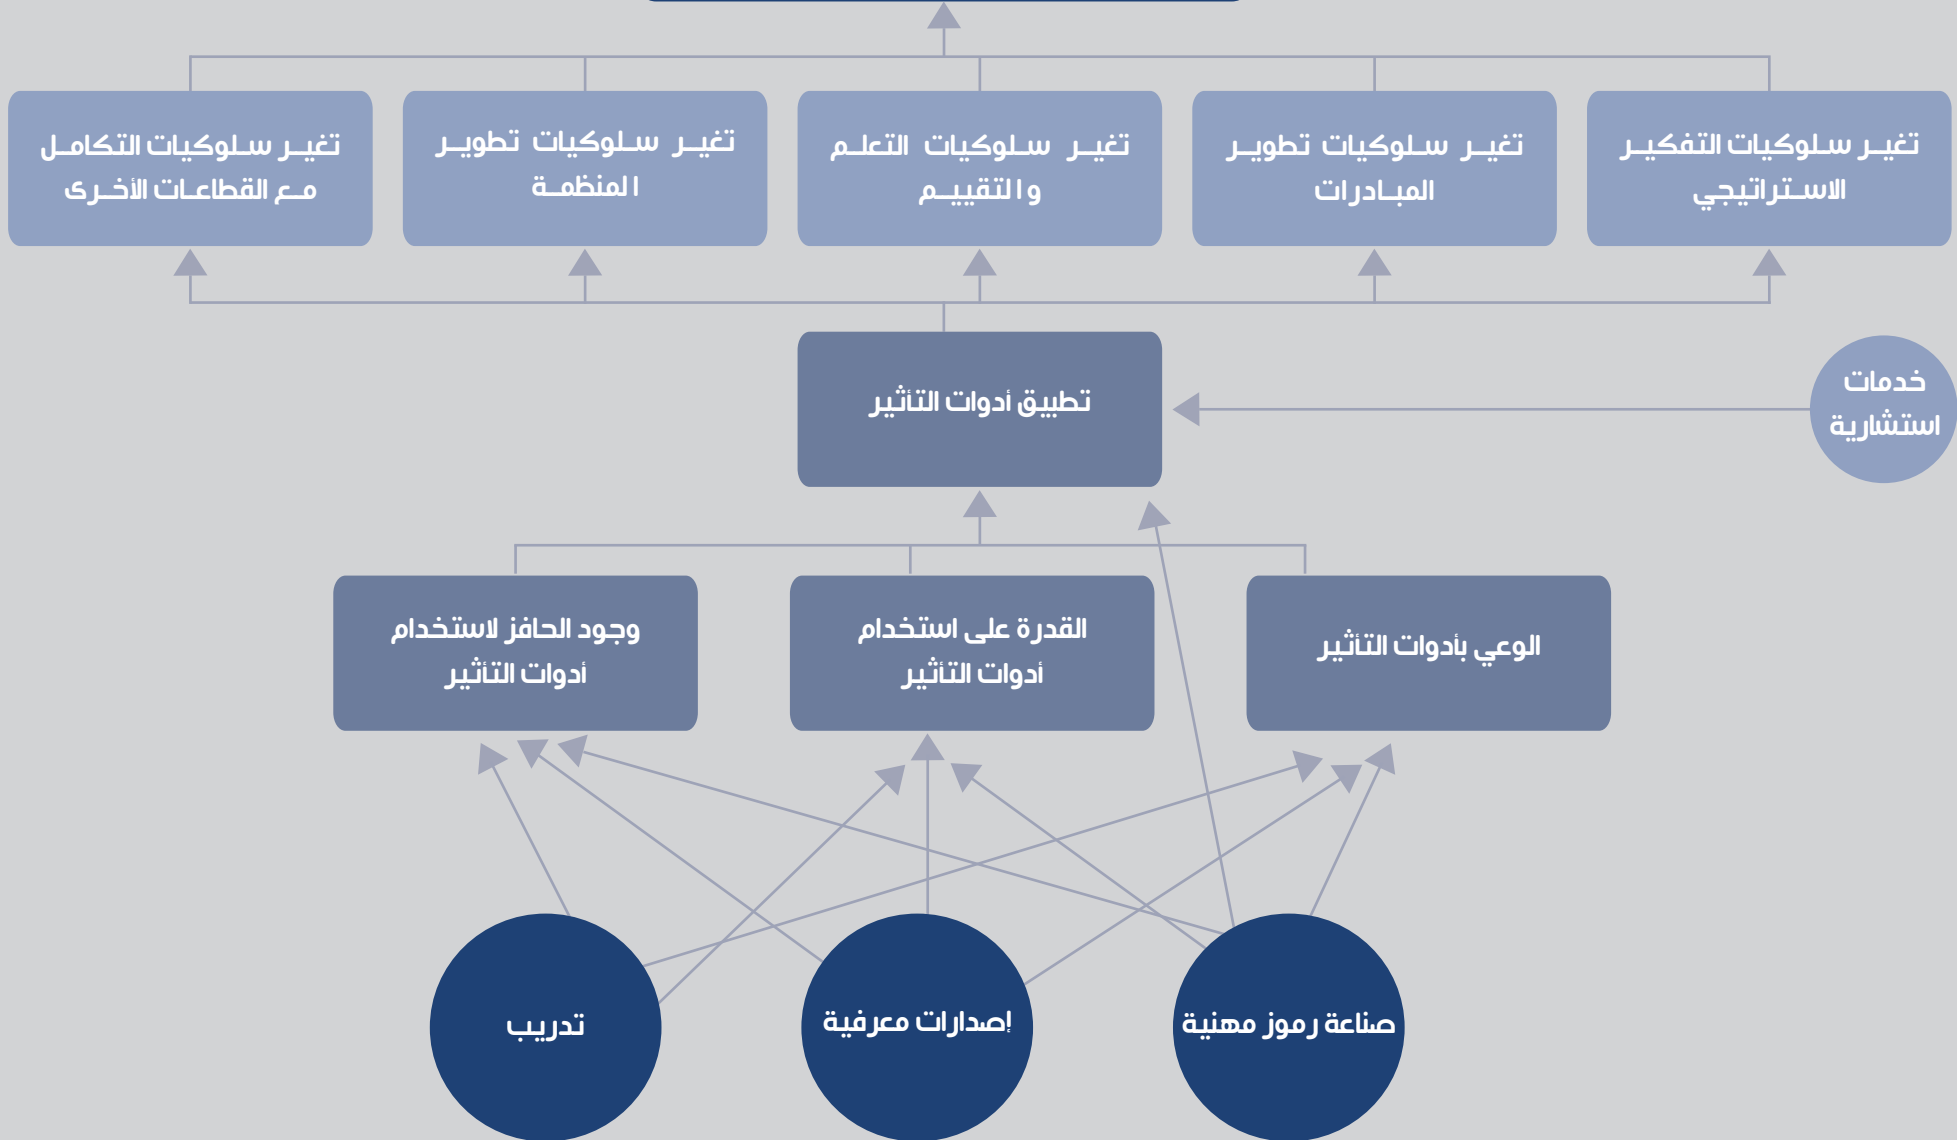 تغير سلوكيات التفكير
الاستراتيجي
تغير سلوكيات تطوير
المبادرات
تغير سلوكيات التعلم
والتقييم
تغير سلوكيات تطوير
المنظمة
تغير سلوكيات التكامل
مع القطاعات الأخرى
تطبيق أدوات التأثير
خدمات
استشارية
الوعي بأدوات التأثير
القدرة على استخدام
أدوات التأثير
وجود الحافز لاستخدام
أدوات التأثير
صناعة رموز مهنية
إصدارات معرفية
تدريب